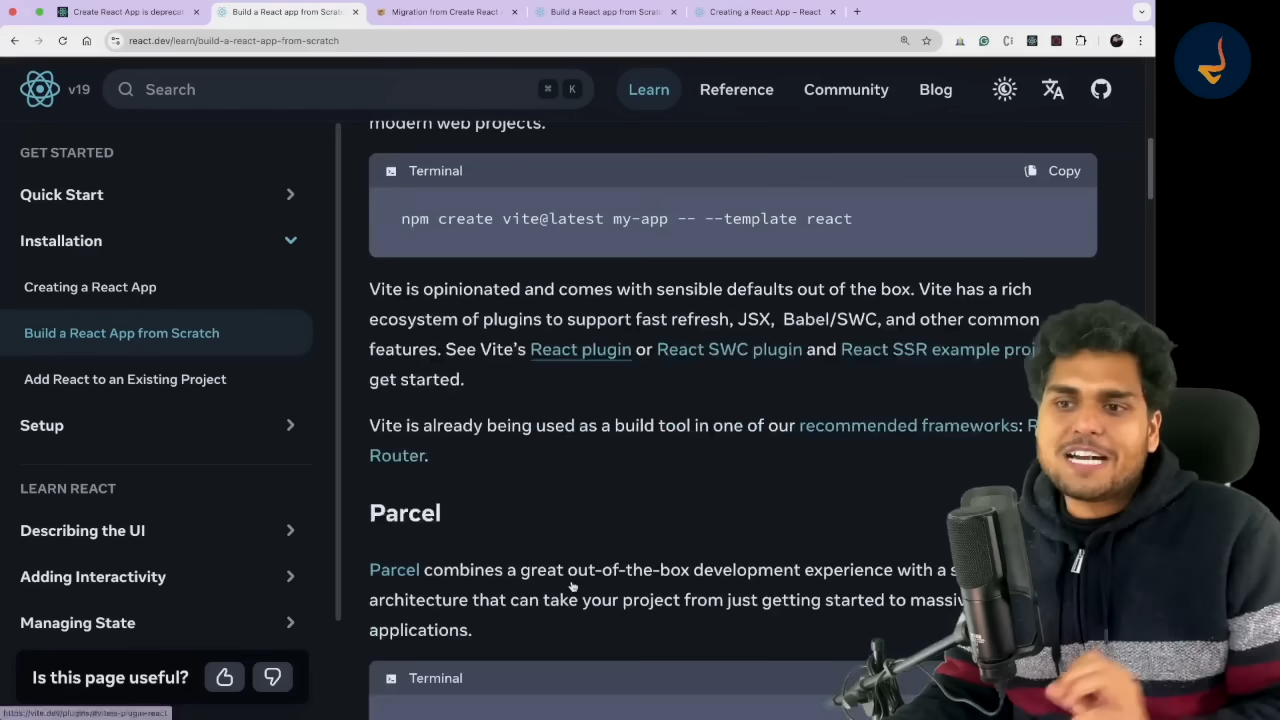 Create React App is deprecat
Build a React app from Scrat
Migration from Create React
Build a React app from Scrat
Creating a React App – React
react.dev/learn/build-a-react-app-from-scratch
v19
Search
⌘ K
Learn
Reference
Community
Blog
GET STARTED
Quick Start
Installation
Creating a React App
Build a React App from Scratch
Add React to an Existing Project
Setup
LEARN REACT
Describing the UI
Adding Interactivity
Managing State
Is this page useful?
modern web projects.
Terminal
Copy
npm create vite@latest my-app -- --template react
Vite is opinionated and comes with sensible defaults out of the box. Vite has a rich
ecosystem of plugins to support fast refresh, JSX, Babel/SWC, and other common
features. See Vite’s React plugin or React SWC plugin and React SSR example proj
get started.
Vite is already being used as a build tool in one of our recommended frameworks: R
Router.
Parcel
Parcel combines a great out-of-the-box development experience with a s
architecture that can take your project from just getting started to massiv
applications.
Terminal